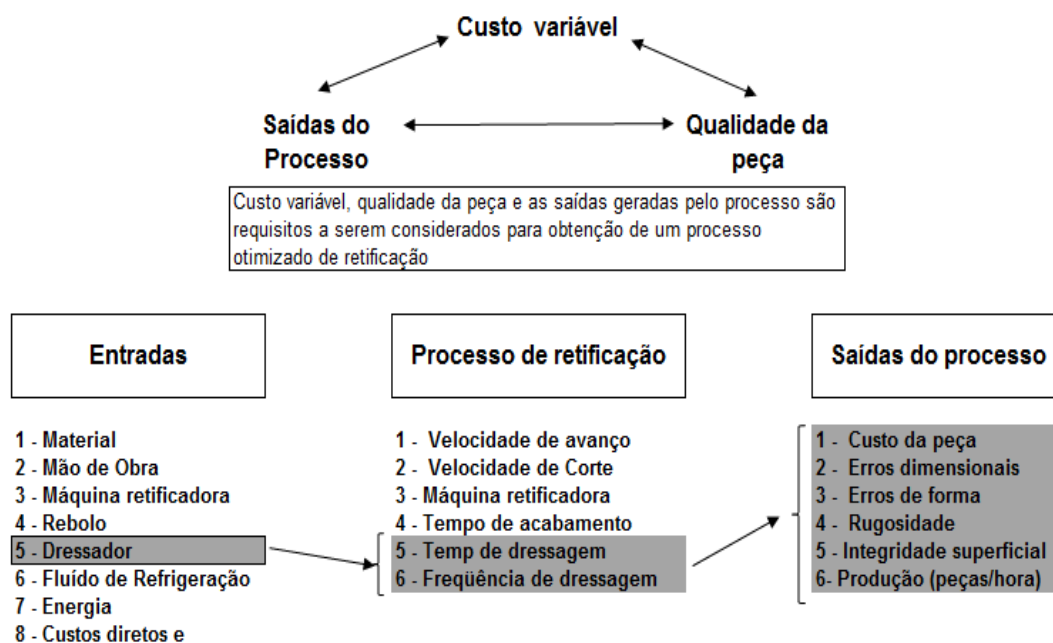 Custo variável
Saídas do
Processo
Qualidade da
peça
Custo variável, qualidade da peça e as saídas geradas pelo processo são
requisitos a serem considerados para obtenção de um processo
otimizado de retificação
Entradas
Processo de retificação
Saídas do processo
1 - Material
2 - Mão de Obra
3 - Máquina retificadora
4 - Rebolo
5 - Dressador
6 - Fluído de Refrigeração
7 - Energia
8 - Custos diretos e
1 - Velocidade de avanço
2 - Velocidade de Corte
3 - Máquina retificadora
4 - Tempo de acabamento
5 - Temp de dressagem
6 - Freqüência de dressagem
1 - Custo da peça
2 - Erros dimensionais
3 - Erros de forma
4 - Rugosidade
5 - Integridade superficial
6- Produção (peças/hora)